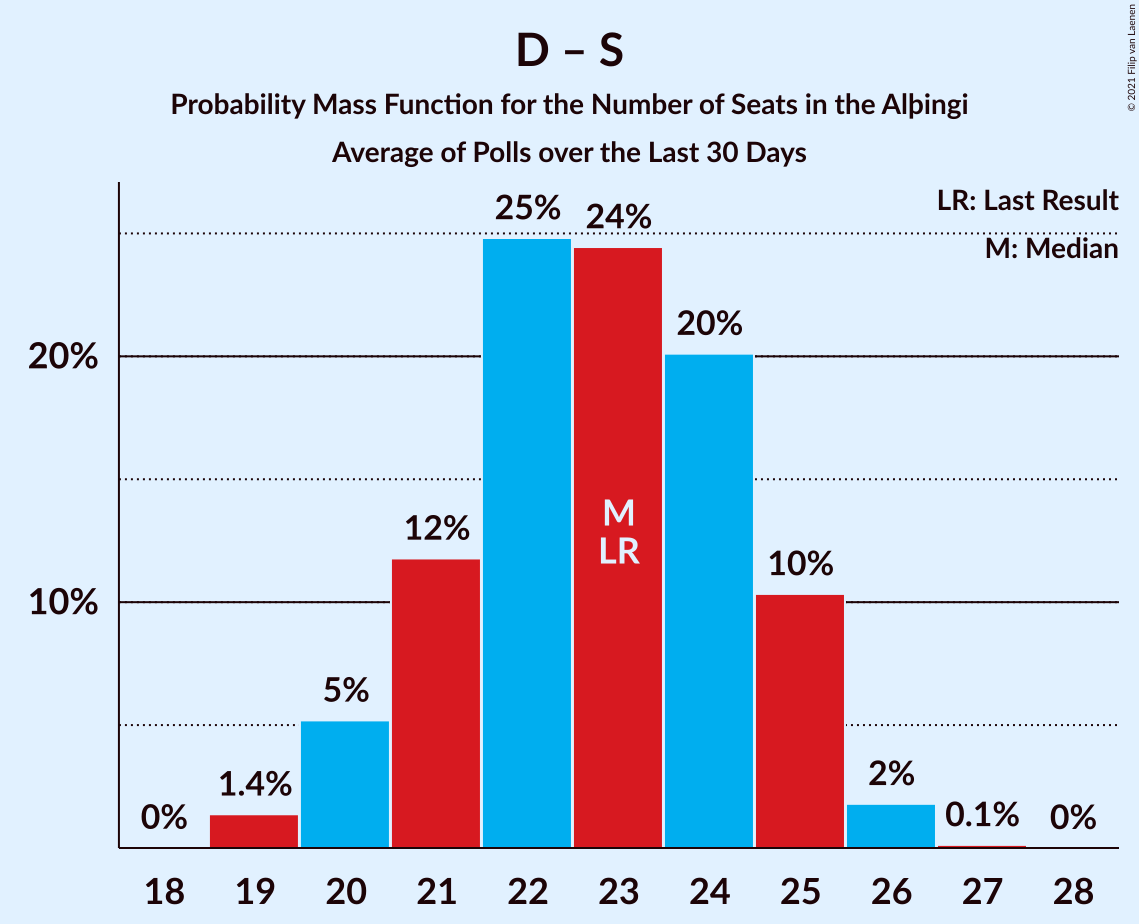 D – S
Probability Mass Function for the Number of Seats in the Alþingi
Average of Polls over the Last 30 Days
© 2021 Filip van Laenen
LR: Last Result
M: Median
25%
24%
20%
20%
12%
M
LR
10%
10%
5%
2%
1.4%
0%
0.1%
0%
18 19 20 21 22 23 24 25 26 27 28